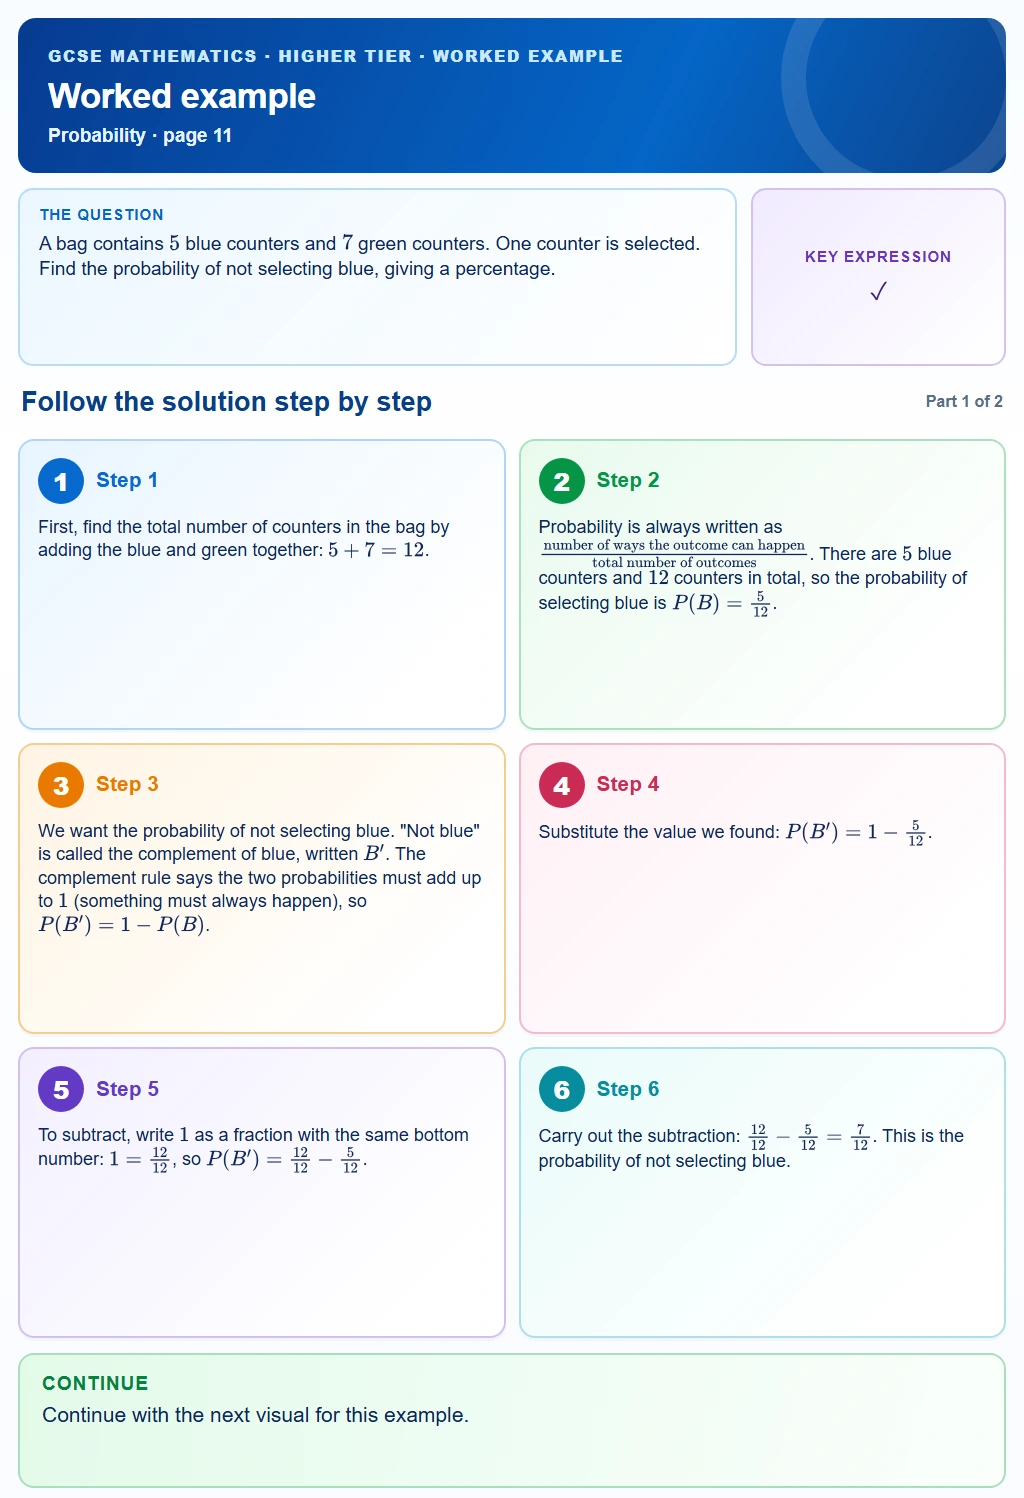 GCSE MATHEMATICS · HIGHER TIER · WORKED EXAMPLE
Worked example
Probability · page 11
THE QUESTION
A bag contains 5 blue counters and 7 green counters. One counter is selected.
Find the probability of not selecting blue, giving a percentage.
KEY EXPRESSION
✓
Follow the solution step by step
Part 1 of 2
1 Step 1
First, find the total number of counters in the bag by
adding the blue and green together: 5 + 7 = 12.
2 Step 2
Probability is always written as
number of ways the outcome can happen / total number of outcomes. There are 5 blue
counters and 12 counters in total, so the probability of
selecting blue is P(B) = 5/12.
3 Step 3
We want the probability of not selecting blue. "Not blue"
is called the complement of blue, written B′. The
complement rule says the two probabilities must add up
to 1 (something must always happen), so
P(B′) = 1 − P(B).
4 Step 4
Substitute the value we found: P(B′) = 1 − 5/12.
5 Step 5
To subtract, write 1 as a fraction with the same bottom
number: 1 = 12/12, so P(B′) = 12/12 − 5/12.
6 Step 6
Carry out the subtraction: 12/12 − 5/12 = 7/12. This is the
probability of not selecting blue.
CONTINUE
Continue with the next visual for this example.